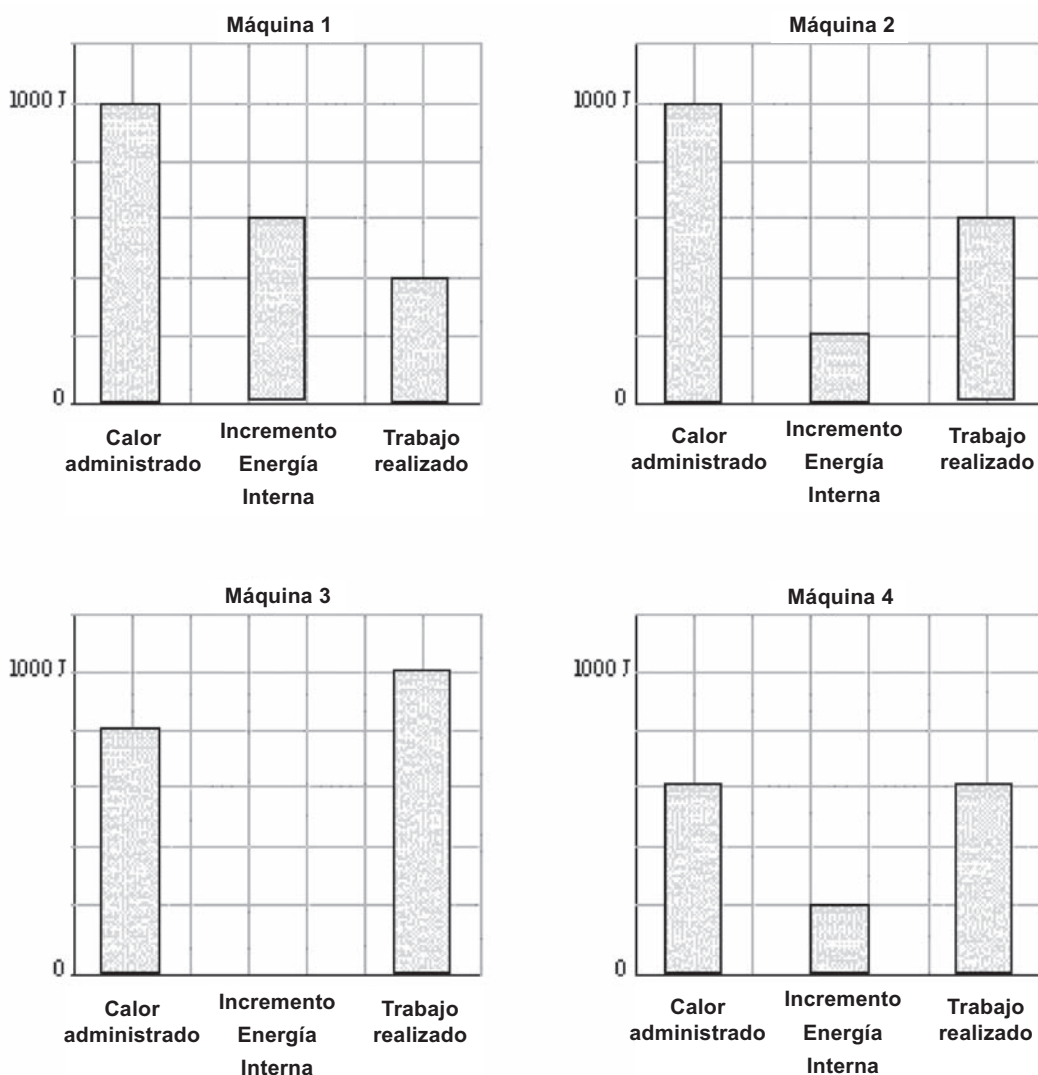 Máquina 1
1000 J
0
Calor
administrado
Incremento
Energía
Interna
Trabajo
realizado
Máquina 2
1000 J
0
Calor
administrado
Incremento
Energía
Interna
Trabajo
realizado
Máquina 3
1000 J
0
Calor
administrado
Incremento
Energía
Interna
Trabajo
realizado
Máquina 4
1000 J
0
Calor
administrado
Incremento
Energía
Interna
Trabajo
realizado